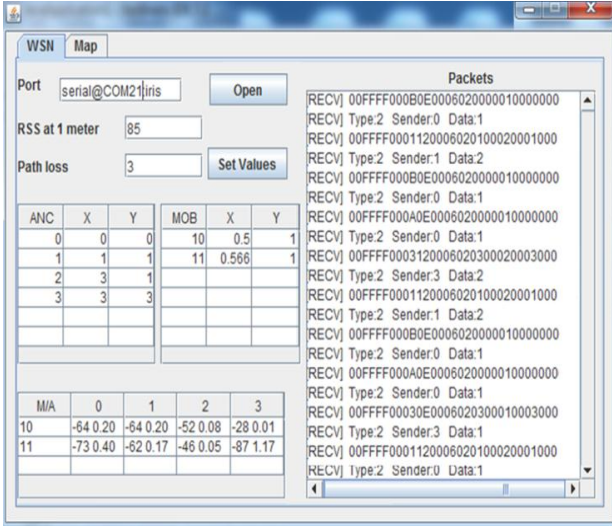 WSN Map
Port serial@COM21:iris Open
RSS at 1 meter 85
Path loss 3 Set Values
ANC X Y
0 0 0
1 1 1
2 3 1
3 3 3
MOB X Y
10 0.5 1
11 0.566 1
M/A 0 1 2 3
10 -64 0.20 -64 0.20 -52 0.08 -28 0.01
11 -73 0.40 -62 0.17 -46 0.05 -87 1.17
Packets
[RECV] 00FFFF000B0E0006020000010000000
[RECV] Type:2 Sender:0 Data:1
[RECV] 00FFFF00011200060201000200010000
[RECV] Type:2 Sender:1 Data:2
[RECV] 00FFFF000B0E0006020000010000000
[RECV] Type:2 Sender:0 Data:1
[RECV] 00FFFF000A0E0006020000010000000
[RECV] Type:2 Sender:0 Data:1
[RECV] 00FFFF0003120006020300020003000
[RECV] Type:2 Sender:3 Data:2
[RECV] 00FFFF0001120006020100020001000
[RECV] Type:2 Sender:0 Data:2
[RECV] 00FFFF000B0E0006020000010000000
[RECV] Type:2 Sender:0 Data:1
[RECV] 00FFFF000A0E0006020000010000000
[RECV] Type:2 Sender:0 Data:1
[RECV] 00FFFF00030E0006020300010003000
[RECV] Type:2 Sender:3 Data:1
[RECV] 00FFFF0001120006020100020001000
[RECV] Type:2 Sender:0 Data:1